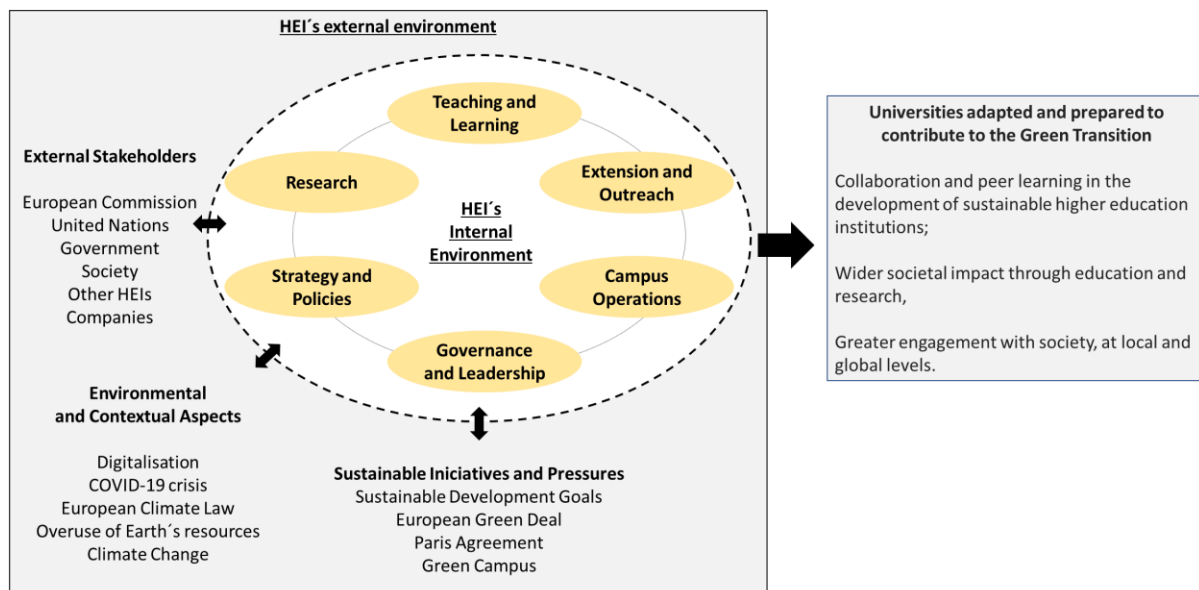 HEI´s external environment
Teaching and
Learning
Research
Extension and
Outreach
HEI´s
Internal
Environment
Strategy and
Policies
Campus
Operations
Governance
and Leadership
External Stakeholders
European Commission
United Nations
Government
Society
Other HEIs
Companies
Environmental
and Contextual Aspects
Digitalisation
COVID-19 crisis
European Climate Law
Overuse of Earth´s resources
Climate Change
Sustainable Iniciatives and Pressures
Sustainable Development Goals
European Green Deal
Paris Agreement
Green Campus
Universities adapted and prepared to
contribute to the Green Transition
Collaboration and peer learning in the
development of sustainable higher education
institutions;
Wider societal impact through education and
research,
Greater engagement with society, at local and
global levels.